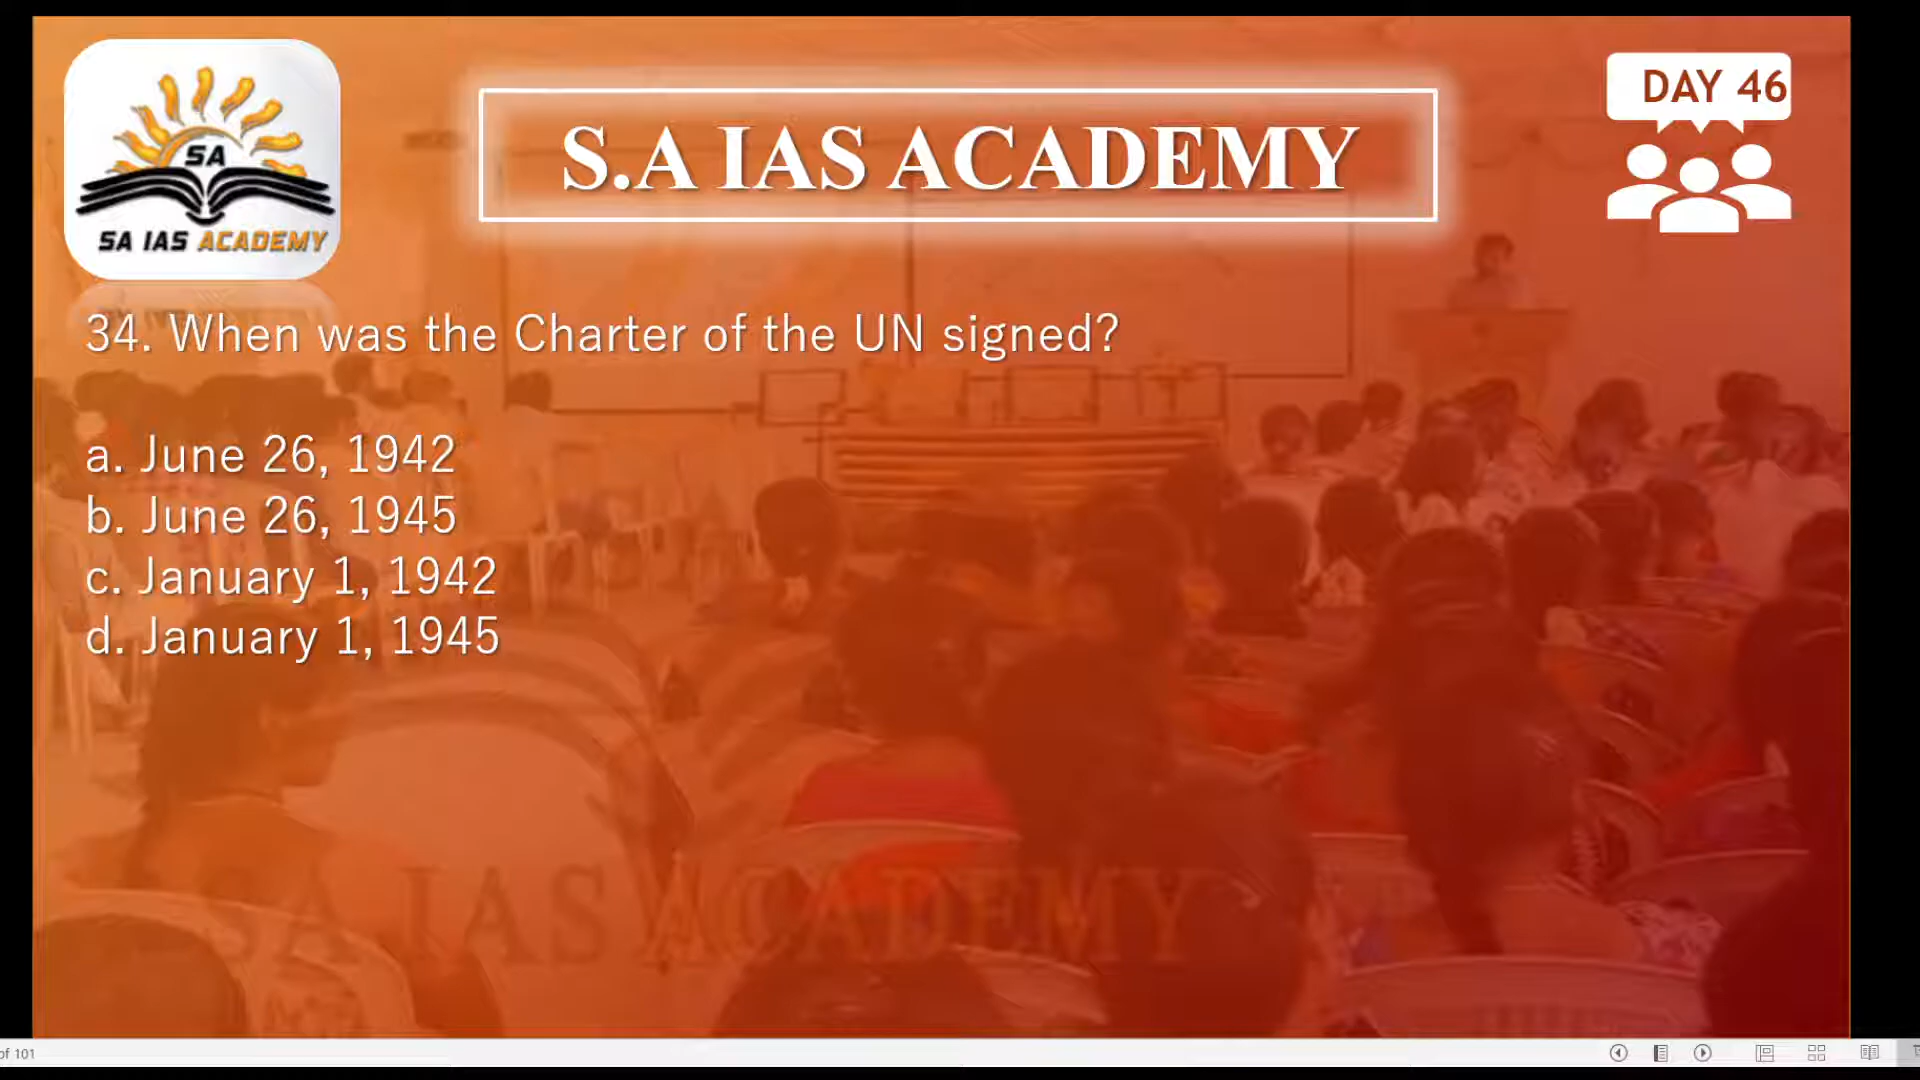 SA
SA IAS ACADEMY
S.A IAS ACADEMY
DAY 46
34. When was the Charter of the UN signed?
a. June 26, 1942
b. June 26, 1945
c. January 1, 1942
d. January 1, 1945
SA IAS ACADEMY
of 101